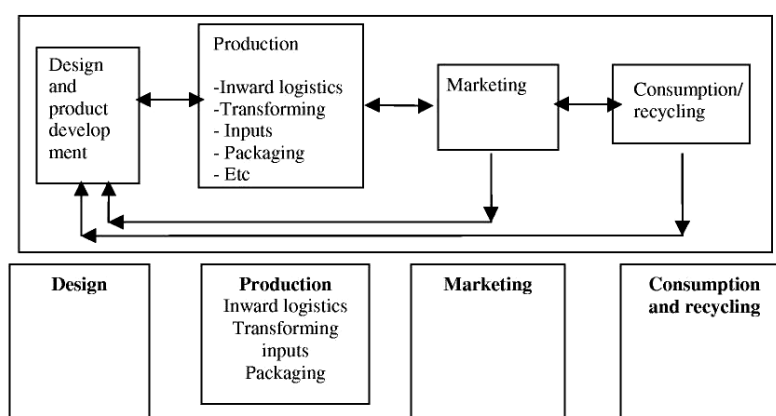 Design
and
product
develop
ment
Production
-Inward logistics
-Transforming
- Inputs
- Packaging
- Etc
Marketing
Consumption/
recycling
Design
Production
Inward logistics
Transforming
inputs
Packaging
Marketing
Consumption
and recycling